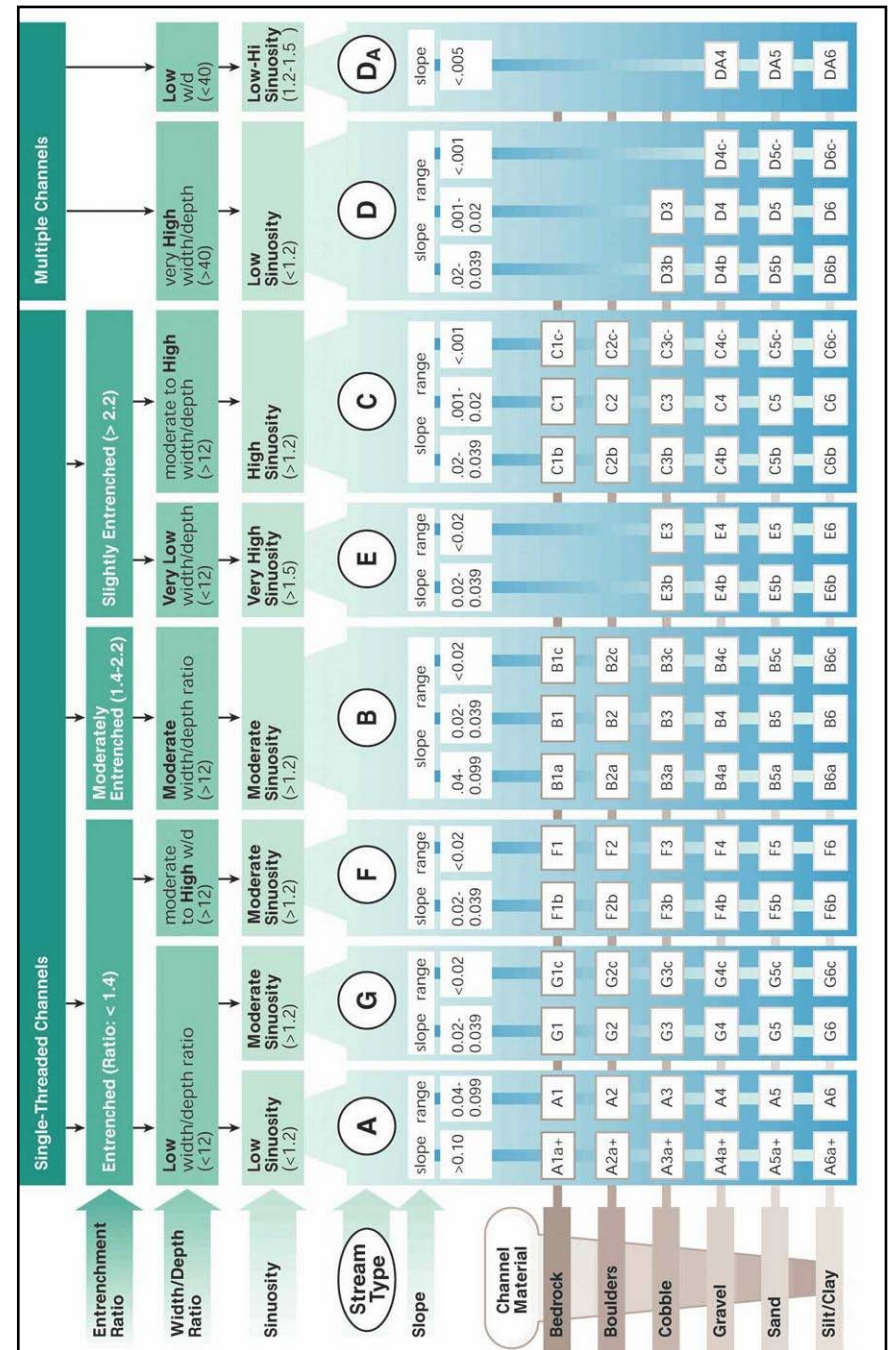 Single-Threaded Channels
Multiple Channels
Entrenchment
Ratio
Entrenched (Ratio: < 1.4)
Moderately
Entrenched (1.4-2.2)
Slightly Entrenched (> 2.2)
Width/Depth
Ratio
Low
width/depth ratio
(<12)
moderate
to High w/d
(>12)
Moderate
width/depth ratio
(>12)
Very Low
width/depth
(<12)
moderate to High
width/depth
(>12)
very High
width/depth
(>40)
Low
w/d
(<40)
Sinuosity
Low
Sinuosity
(<1.2)
Moderate
Sinuosity
(>1.2)
Moderate
Sinuosity
(>1.2)
Moderate
Sinuosity
(>1.2)
Very High
Sinuosity
(>1.5)
High
Sinuosity
(>1.2)
Low
Sinuosity
(<1.2)
Low-Hi
Sinuosity
(1.2-1.5)
Stream
Type
A G F B E C D DA
Slope
slope range slope range slope range slope range slope range slope range slope range slope
>0.10 0.04-0.099 0.02-0.039 <0.02 0.02-0.039 <0.02 .04-0.099 0.02-0.039 <0.02 0.02-0.039 <0.02 .02-0.039 .001-0.02 <.001 .02-0.039 .001-0.02 <.001 <.005
Channel
Material
Bedrock A1a+ A1 G1 G1c F1b F1 B1a B1 B1c C1b C1 C1c-
Boulders A2a+ A2 G2 G2c F2b F2 B2a B2 B2c C2b C2 C2c-
Cobble A3a+ A3 G3 G3c F3b F3 B3a B3 B3c E3b E3 C3b C3 C3c- D3b D3
Gravel A4a+ A4 G4 G4c F4b F4 B4a B4 B4c E4b E4 C4b C4 C4c- D4b D4 D4c- DA4
Sand A5a+ A5 G5 G5c F5b F5 B5a B5 B5c E5b E5 C5b C5 C5c- D5b D5 D5c- DA5
Silt/Clay A6a+ A6 G6 G6c F6b F6 B6a B6 B6c E6b E6 C6b C6 C6c- D6b D6 D6c- DA6